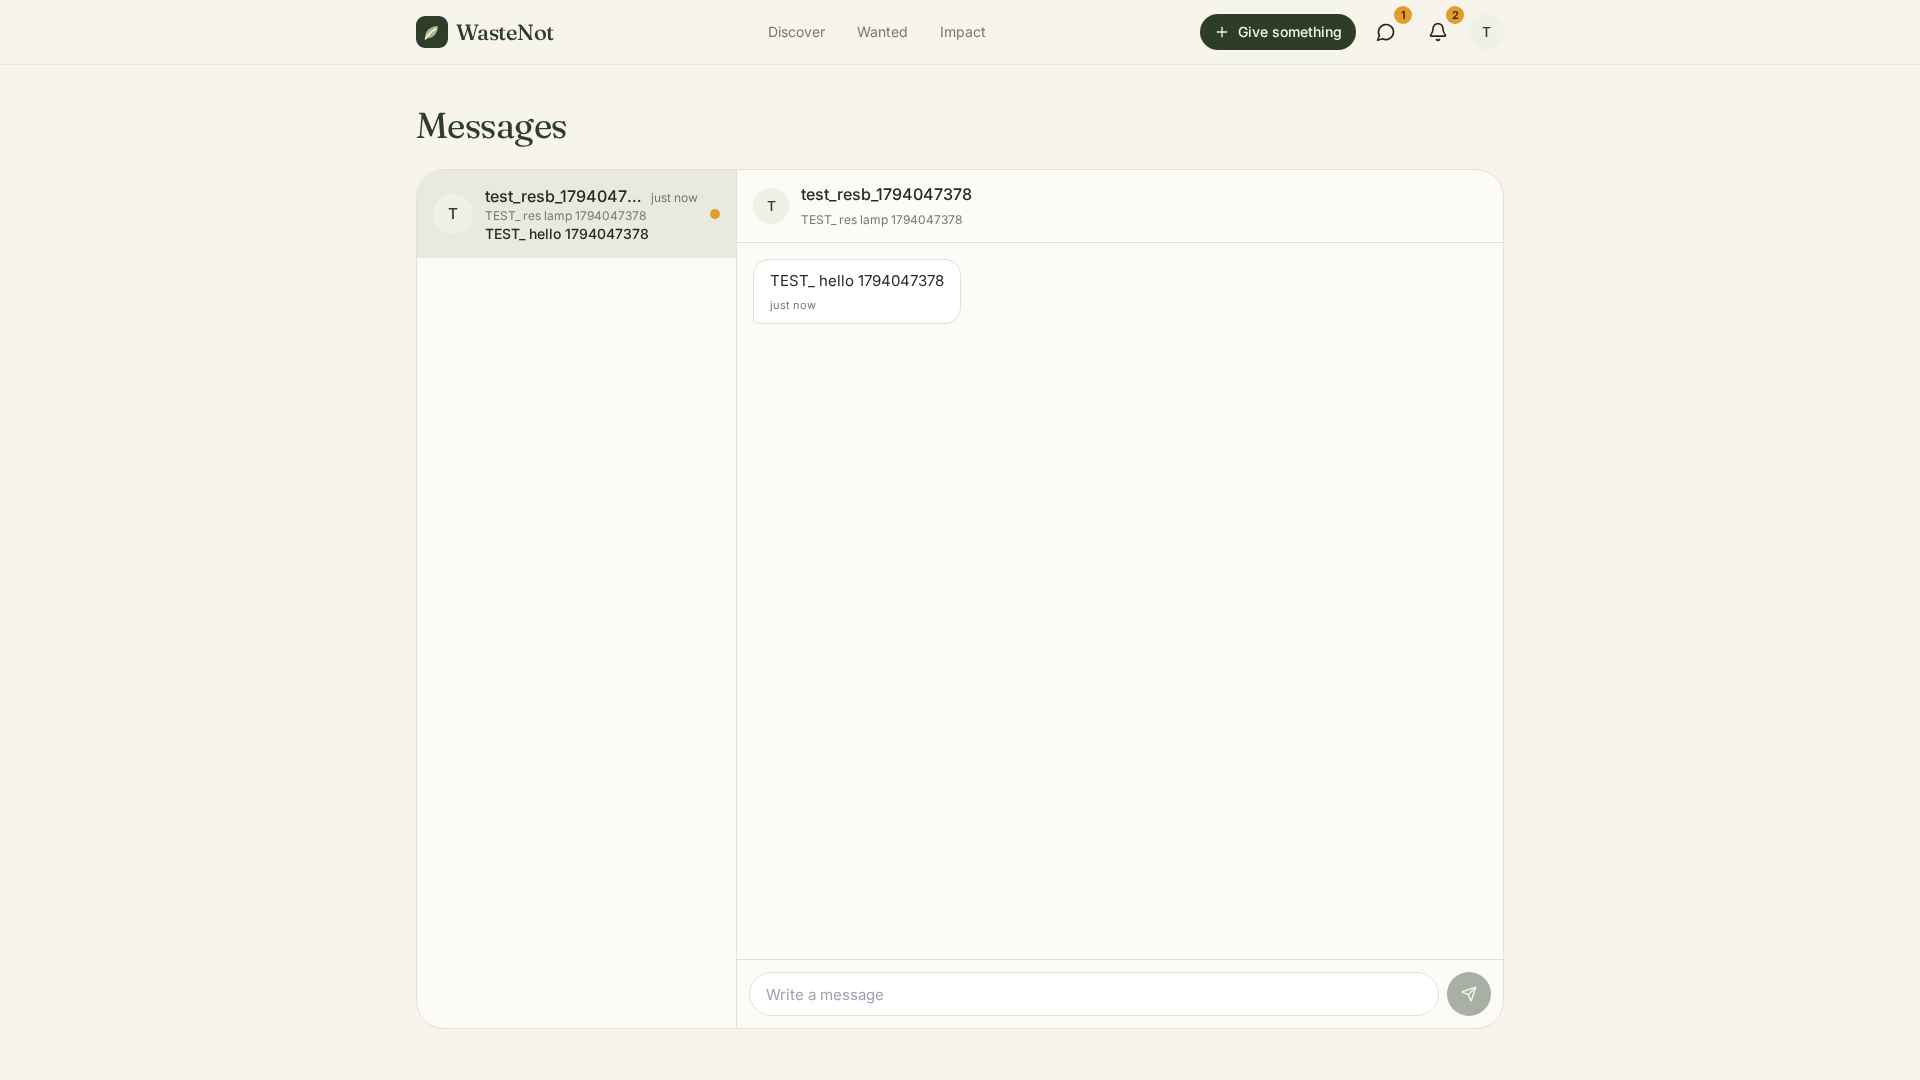 WasteNot
Discover
Wanted
Impact
Give something
1
2
T
Messages
T
test_resb_1794047...
just now
TEST_ res lamp 1794047378
TEST_ hello 1794047378
T
test_resb_1794047378
TEST_ res lamp 1794047378
TEST_ hello 1794047378
just now
Write a message